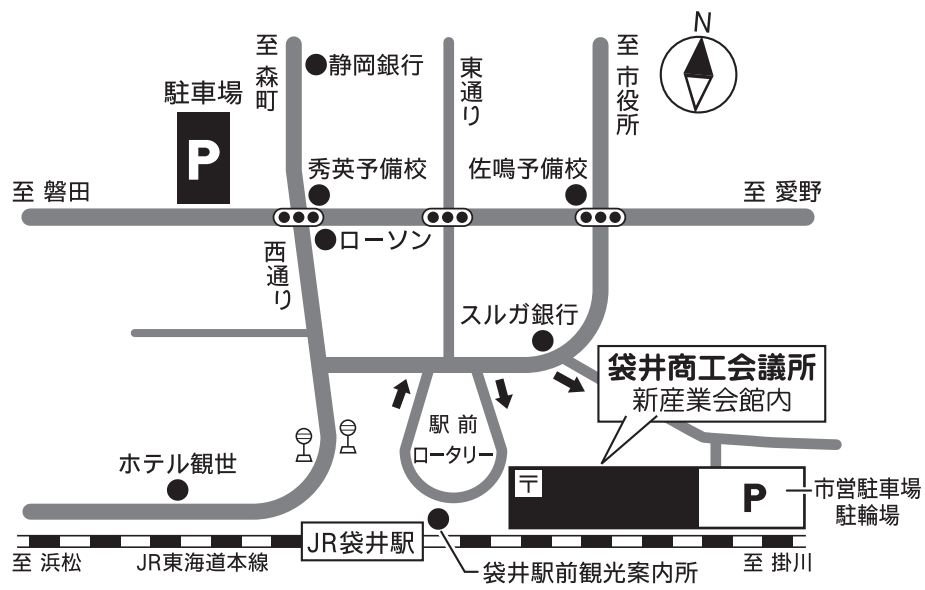 N
至 森町
静岡銀行
東通り
至 市役所
駐車場
P
秀英予備校
佐鳴予備校
至 磐田
至 愛野
ローソン
西通り
スルガ銀行
袋井商工会議所
新産業会館内
駅前
ロータリー
ホテル観世
〒
P
市営駐車場
駐輪場
JR袋井駅
至 浜松
JR東海道本線
袋井駅前観光案内所
至 掛川